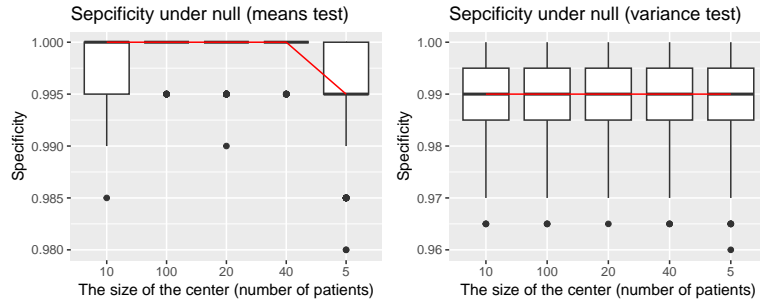 Sepcificity under null (means test)
Specificity
1.000
0.995
0.990
0.985
0.980
10 100 20 40 5
The size of the center (number of patients)
Sepcificity under null (variance test)
Specificity
1.00
0.99
0.98
0.97
0.96
10 100 20 40 5
The size of the center (number of patients)